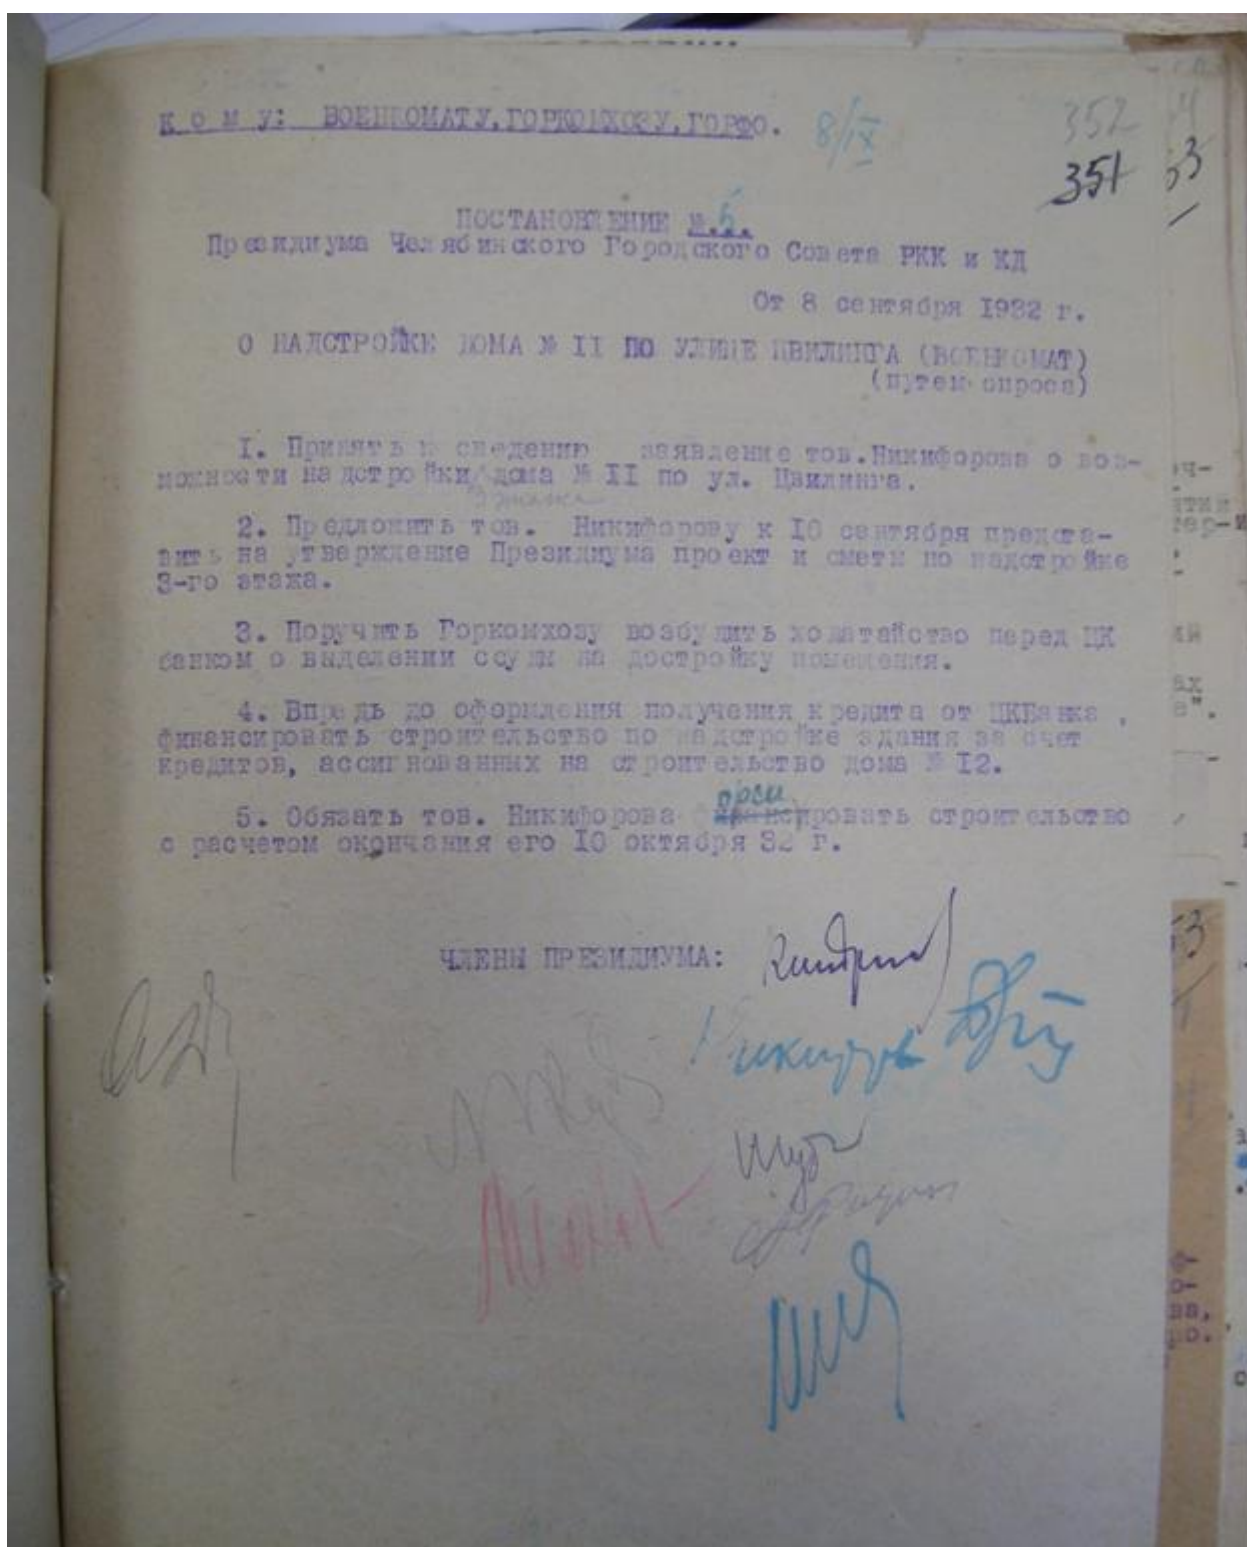 К о м у: ВОЕНКОМАТУ, ГОРКОМХОЗУ, ГОРФО. 8/IX
352
351
ПОСТАНОВЛЕНИЕ №. 5.
Президиума Челябинского Городского Совета РКК и КД
От 8 сентября 1932 г.
О НАДСТРОЙКЕ ДОМА № II ПО УЛИЦЕ ЦВИЛИНГА (ВОЕНКОМАТ)
(путем опроса)
I. Принять к сведению заявление тов.Никифорова о воз-
можности надстройки дома № II по ул. Цвилинга.
3 этажа
2. Предложить тов. Никифорову к 10 сентября предста-
вить на утверждение Президиума проект и сметы по надстройке
3-го этажа.
3. Поручить Горкомхозу возбудить ходатайство перед ЦК
банком о выделении ссуды на достройку помещения.
4. Впредь до оформления получения кредита от ЦКБанка ,
финансировать строительство по надстройке здания за счет
кредитов, ассигнованных на строительство дома № I2.
5. Обязать тов. Никифорова форсировать строительство
с расчетом окончания его 10 октября 32 г.
ЧЛЕНЫ ПРЕЗИДИУМА: